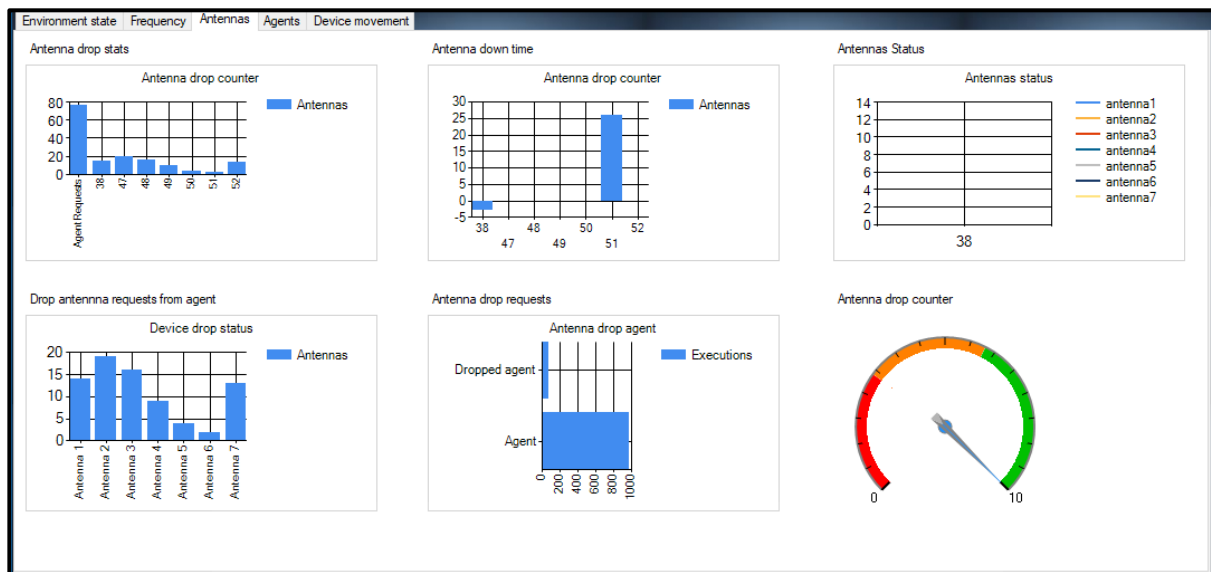 Environment state Frequency Antennas Agents Device movement
Antenna drop stats
Antenna drop counter
80
60
40
20
0
Agent Requests
38
47
48
49
50
51
52
Antennas
Antenna down time
Antenna drop counter
30
25
20
15
10
5
0
-5
38 48 50 52
47 49 51
Antennas
Antennas Status
Antennas status
14
12
10
8
6
4
2
0
38
antenna1
antenna2
antenna3
antenna4
antenna5
antenna6
antenna7
Drop antennna requests from agent
Device drop status
20
15
10
5
0
Antenna 1
Antenna 2
Antenna 3
Antenna 4
Antenna 5
Antenna 6
Antenna 7
Antennas
Antenna drop requests
Antenna drop agent
Dropped agent
Agent
0
200
400
600
800
1000
Executions
Antenna drop counter
0 10